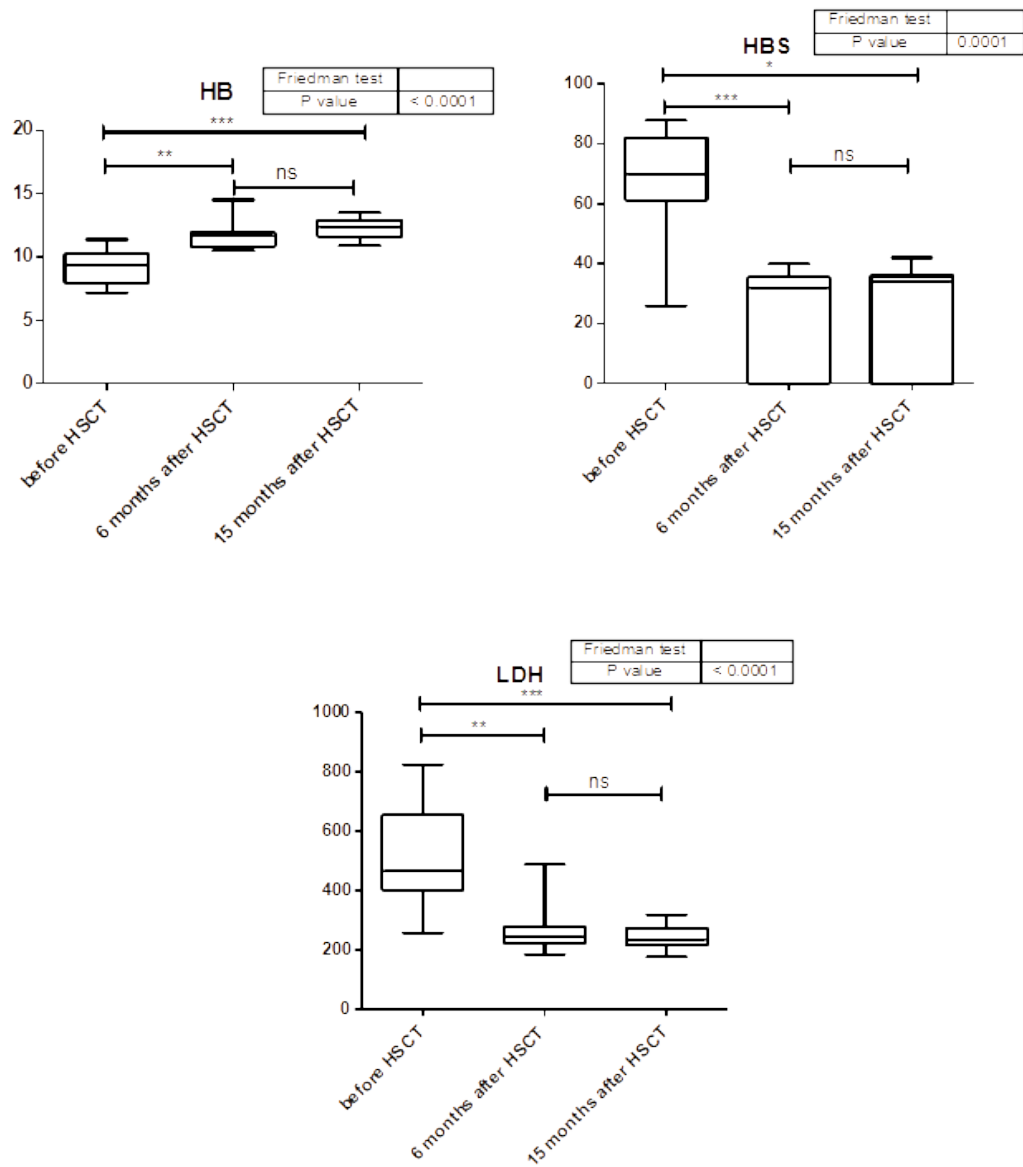 Friedman test
P value < 0.0001
HB
***
**
ns
20
15
10
5
0
before HSCT
6 months after HSCT
15 months after HSCT
Friedman test
P value 0.0001
HBS
*
***
ns
100
80
60
40
20
0
before HSCT
6 months after HSCT
15 months after HSCT
Friedman test
P value < 0.0001
LDH
***
**
ns
1000
800
600
400
200
0
before HSCT
6 months after HSCT
15 months after HSCT